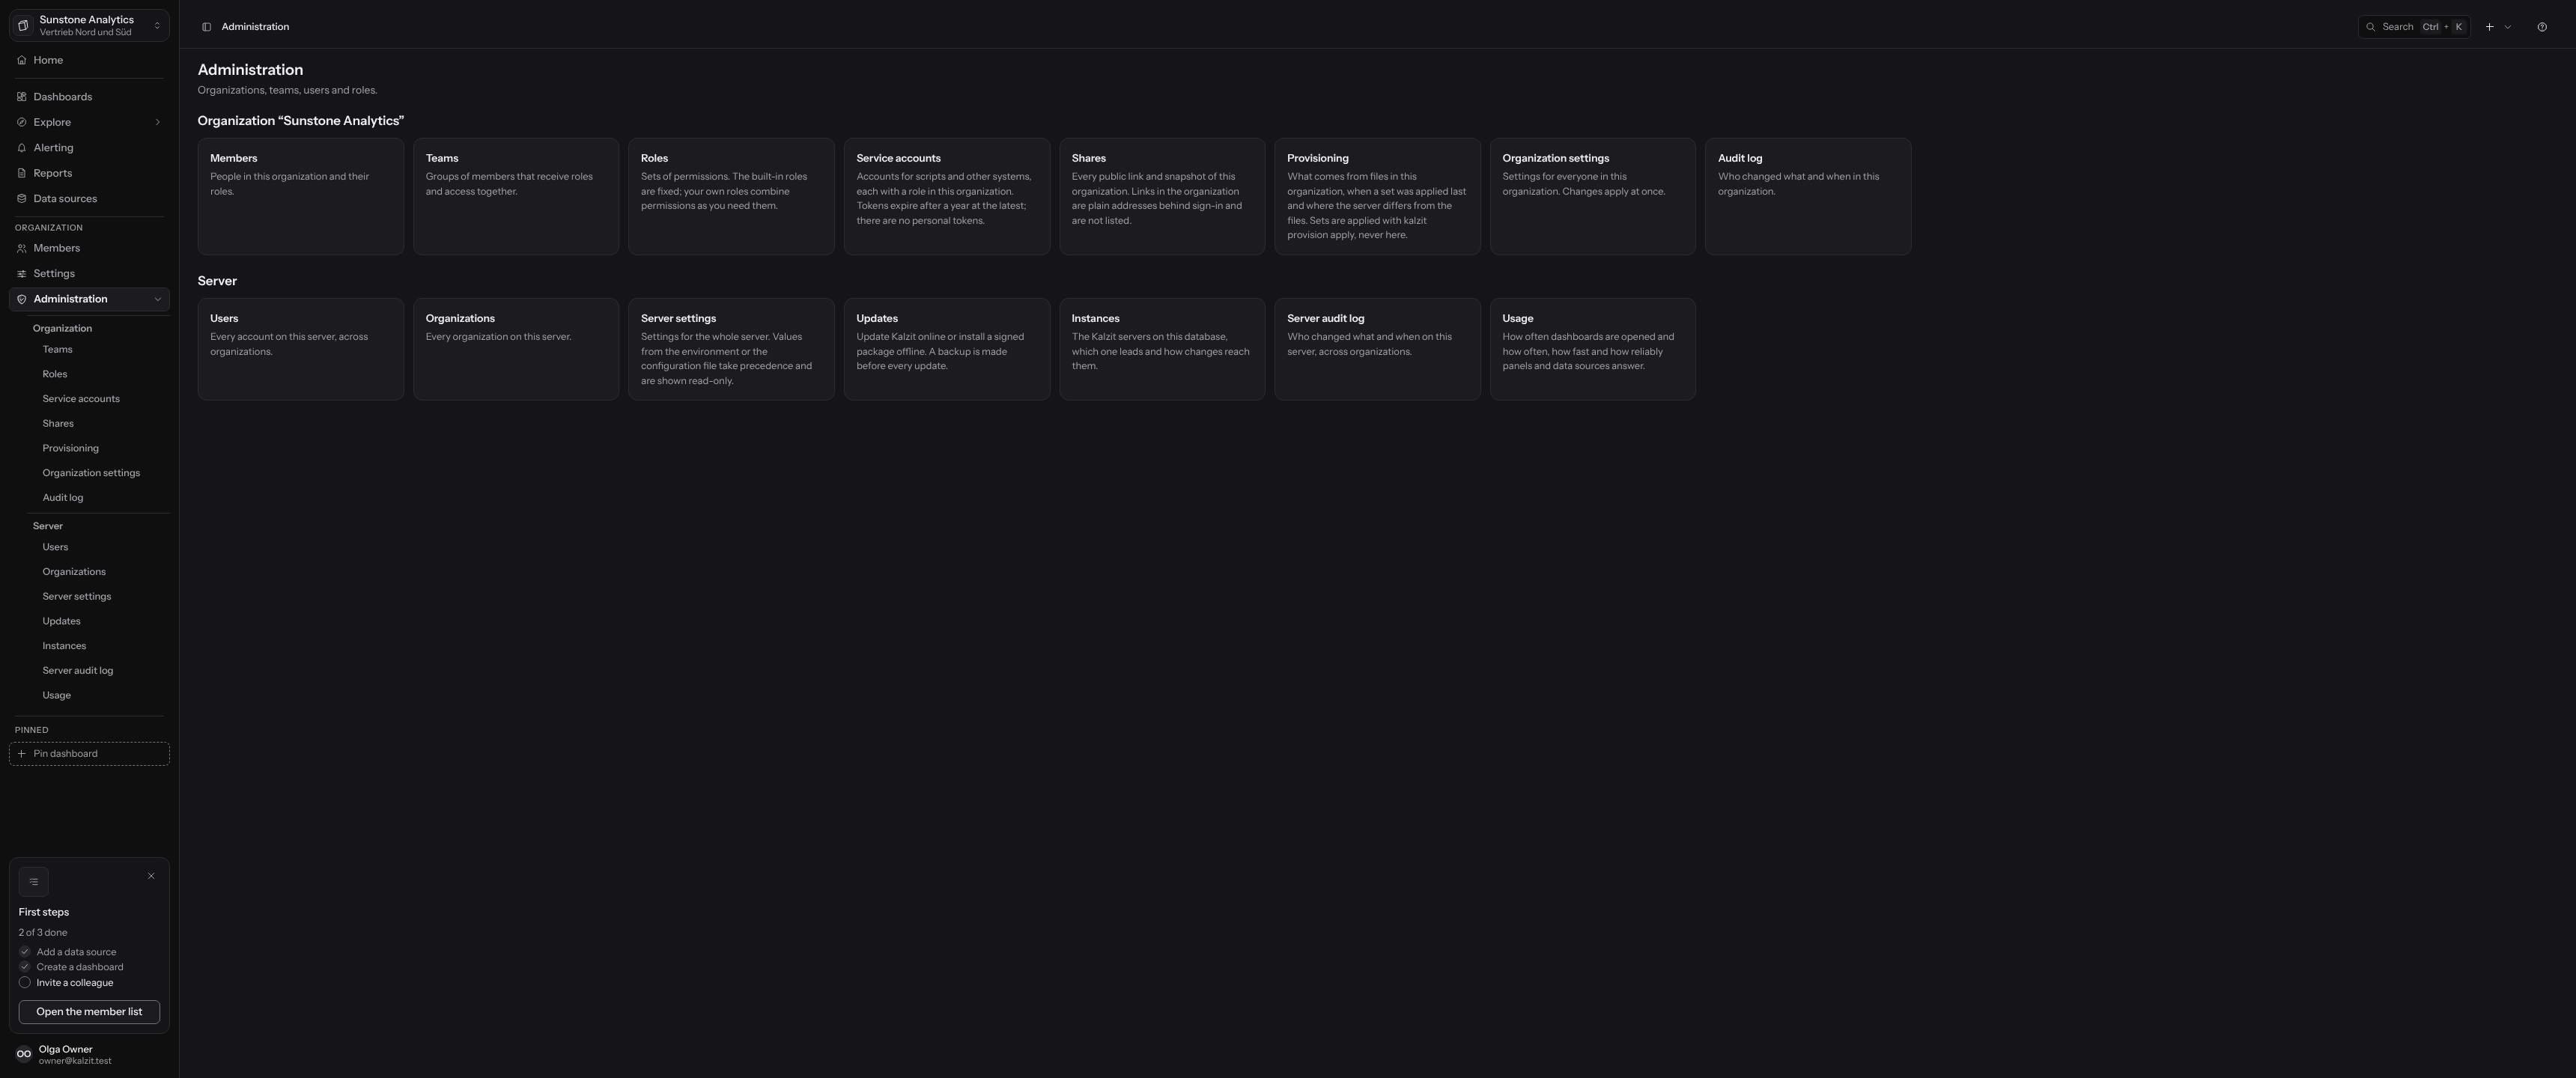 Sunstone Analytics
Vertrieb Nord und Süd
Home
Dashboards
Explore
Alerting
Reports
Data sources
ORGANIZATION
Members
Settings
Administration
Organization
Teams
Roles
Service accounts
Shares
Provisioning
Organization settings
Audit log
Server
Users
Organizations
Server settings
Updates
Instances
Server audit log
Usage
PINNED
Pin dashboard
First steps
2 of 3 done
Add a data source
Create a dashboard
Invite a colleague
Open the member list
OO
Olga Owner
owner@kalzit.test
Administration
Search Ctrl + K
Administration
Organizations, teams, users and roles.
Organization “Sunstone Analytics”
Members
People in this organization and their
roles.
Teams
Groups of members that receive roles
and access together.
Roles
Sets of permissions. The built-in roles
are fixed; your own roles combine
permissions as you need them.
Service accounts
Accounts for scripts and other systems,
each with a role in this organization.
Tokens expire after a year at the latest;
there are no personal tokens.
Shares
Every public link and snapshot of this
organization. Links in the organization
are plain addresses behind sign-in and
are not listed.
Provisioning
What comes from files in this
organization, when a set was applied last
and where the server differs from the
files. Sets are applied with kalzit
provision apply, never here.
Organization settings
Settings for everyone in this
organization. Changes apply at once.
Audit log
Who changed what and when in this
organization.
Server
Users
Every account on this server, across
organizations.
Organizations
Every organization on this server.
Server settings
Settings for the whole server. Values
from the environment or the
configuration file take precedence and
are shown read-only.
Updates
Update Kalzit online or install a signed
package offline. A backup is made
before every update.
Instances
The Kalzit servers on this database,
which one leads and how changes reach
them.
Server audit log
Who changed what and when on this
server, across organizations.
Usage
How often dashboards are opened and
how often, how fast and how reliably
panels and data sources answer.